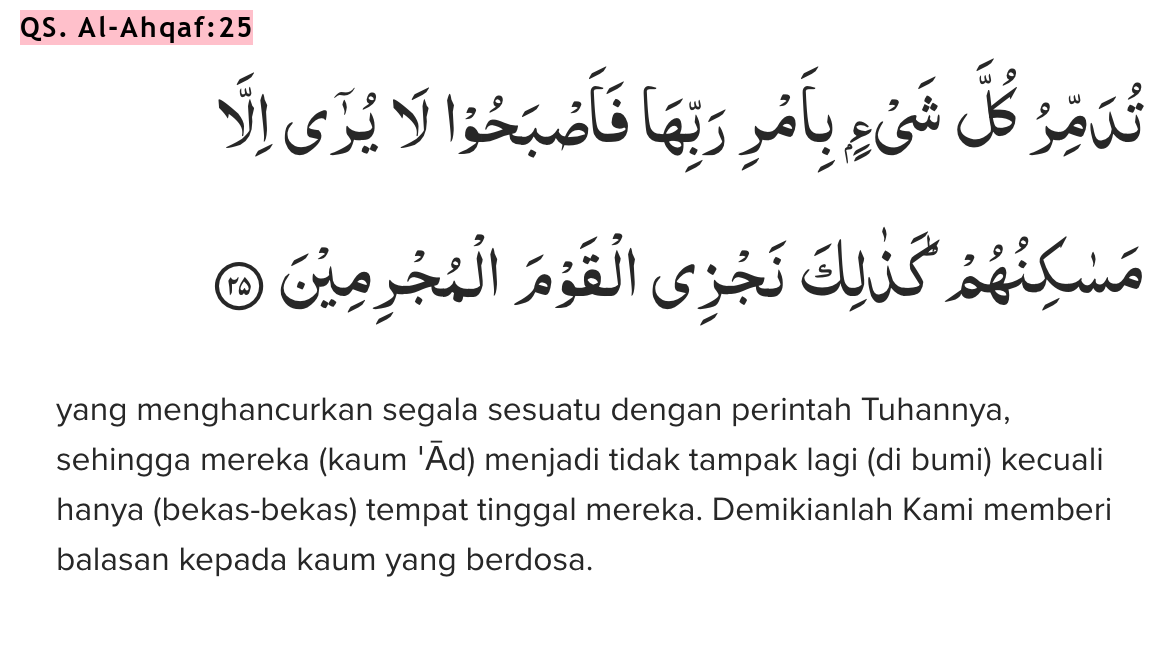 QS. Al-Ahqaf:25
تُدَمِّرُ كُلَّ شَيْءٍۢ بِاَمْرِ رَبِّهَا فَاَصْبَحُوْا لَا يُرٰٓى اِلَّا
مَسٰكِنُهُمْۗ كَذٰلِكَ نَجْزِى الْقَوْمَ الْمُجْرِمِيْنَ ٢٥
yang menghancurkan segala sesuatu dengan perintah Tuhannya,
sehingga mereka (kaum 'Ād) menjadi tidak tampak lagi (di bumi) kecuali
hanya (bekas-bekas) tempat tinggal mereka. Demikianlah Kami memberi
balasan kepada kaum yang berdosa.